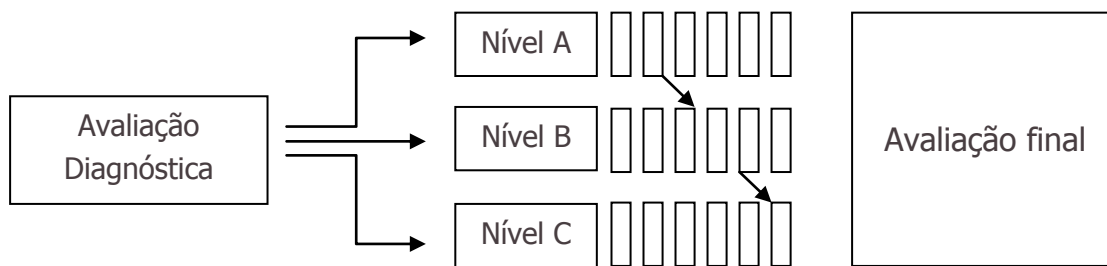 Avaliação
Diagnóstica
Nível A
Nível B
Nível C
Avaliação final